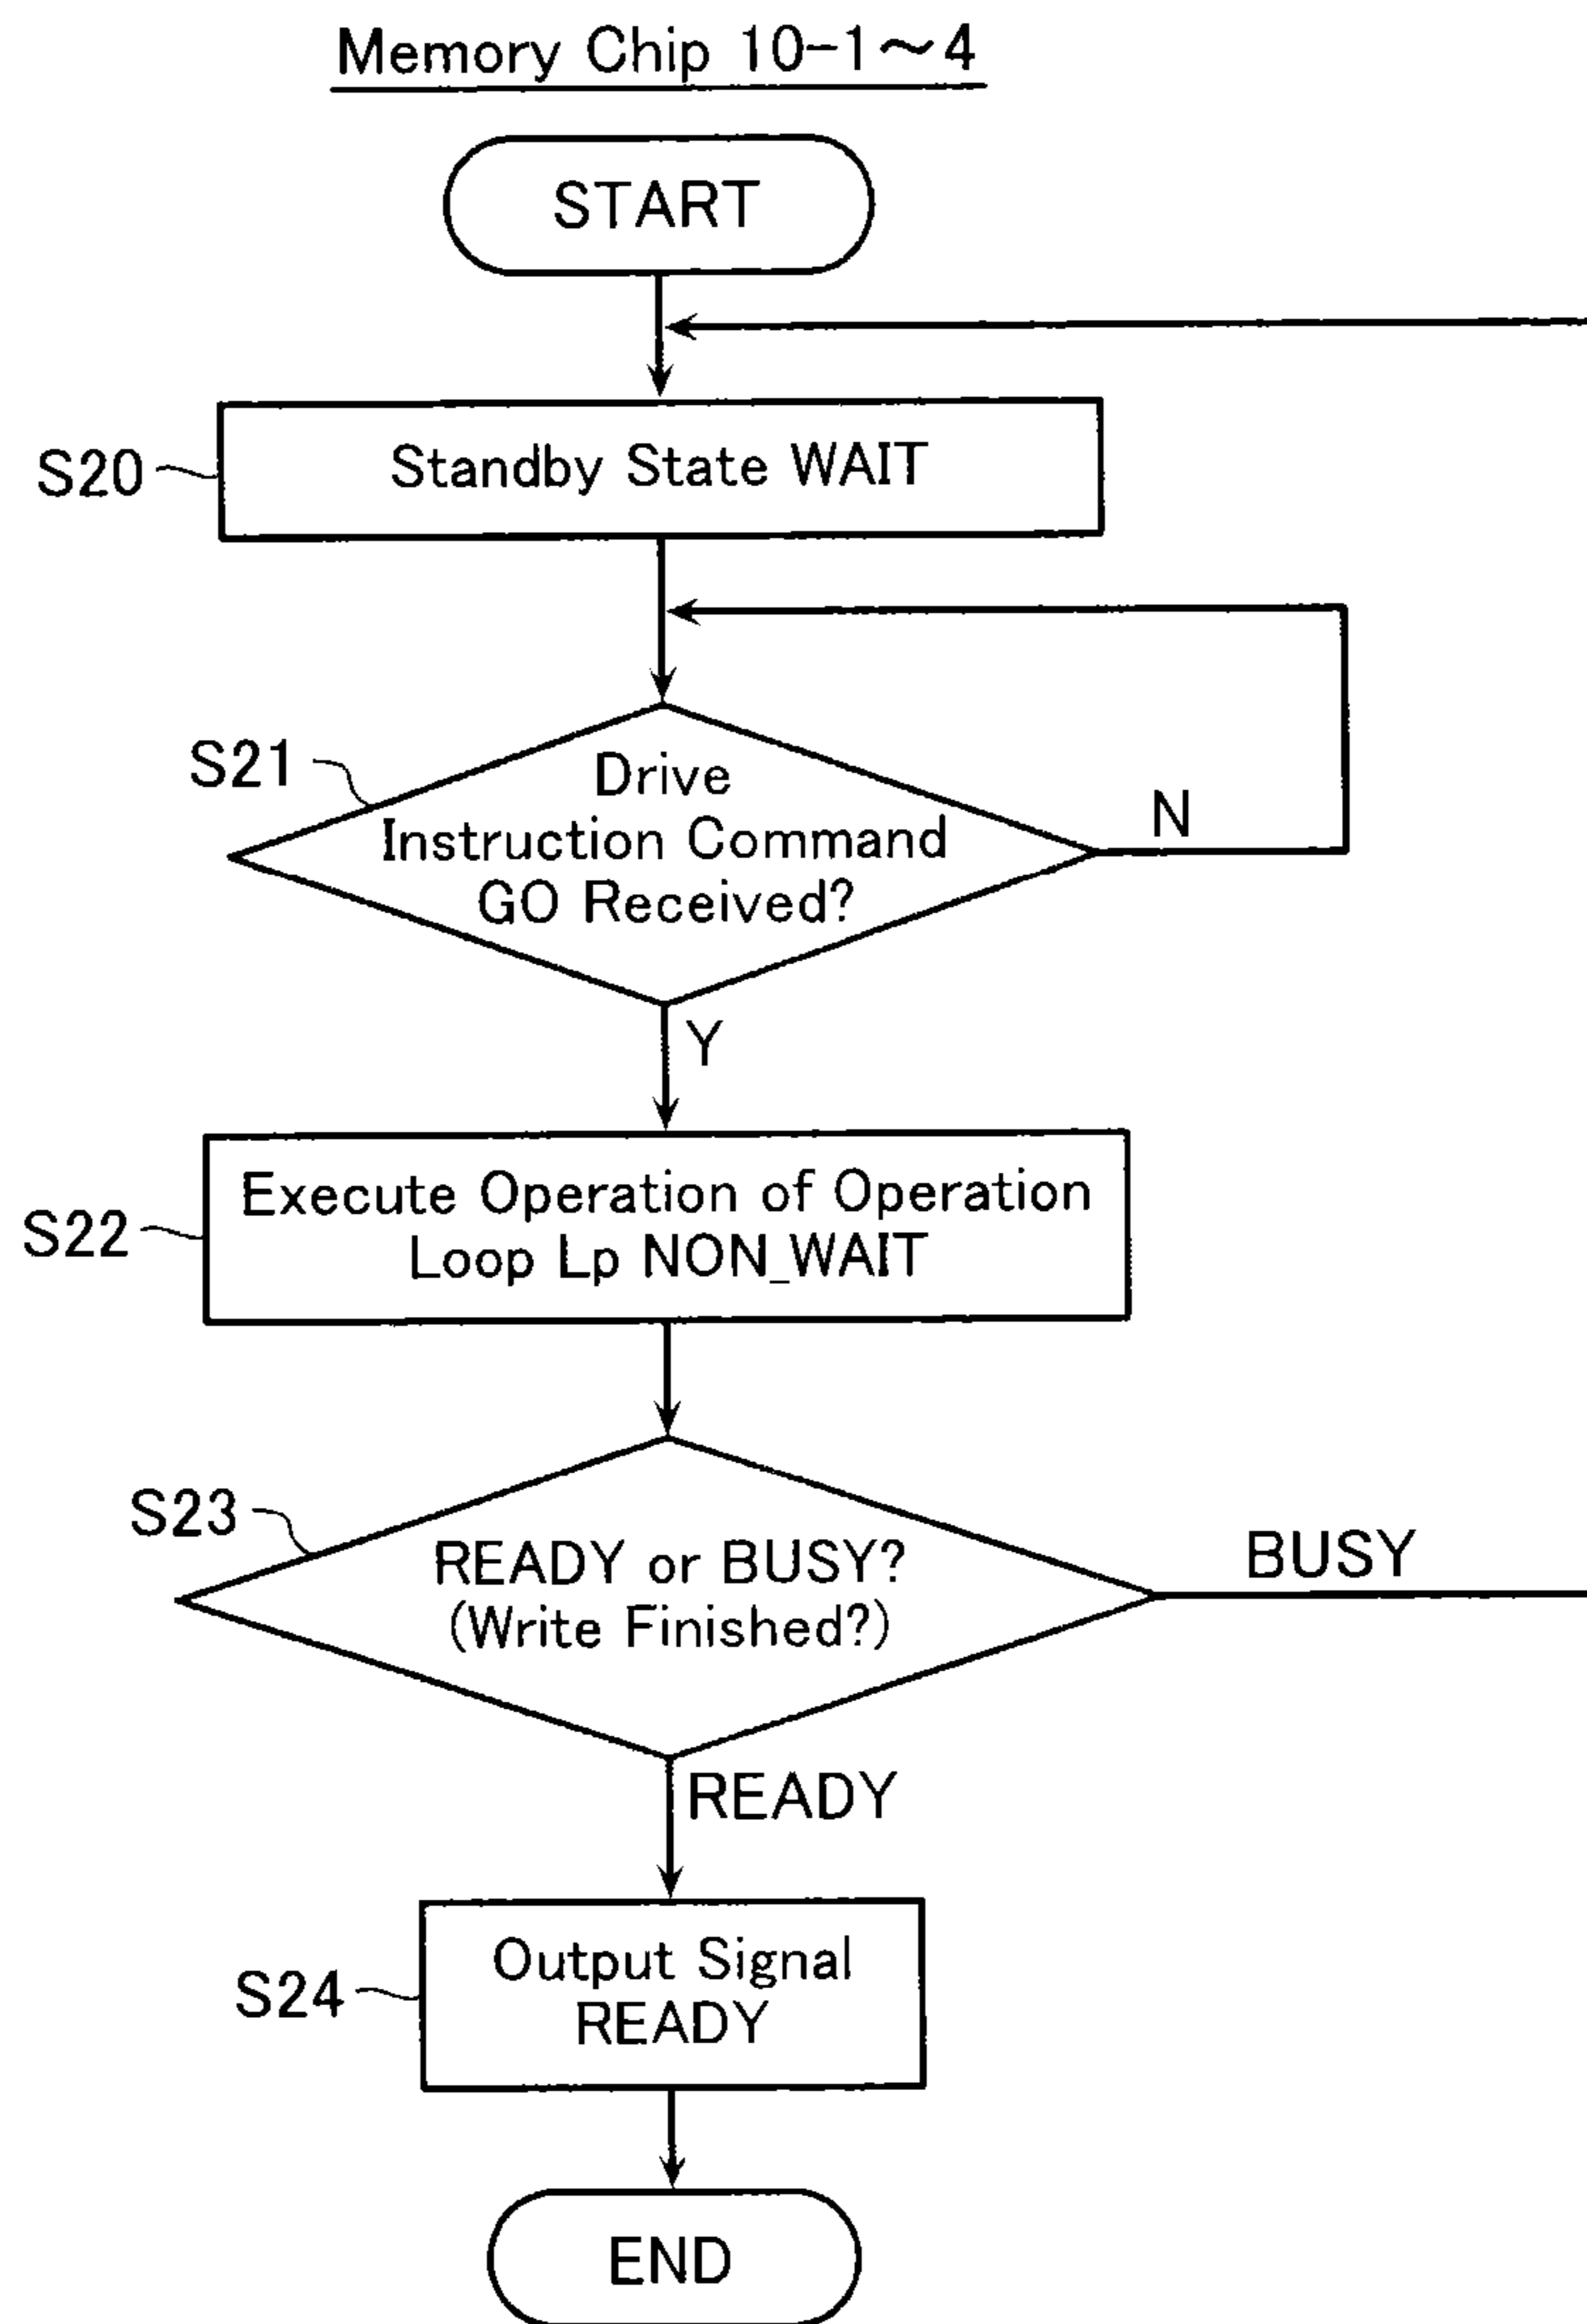 Memory Chip 10-1～4
START
S20
Standby State WAIT
S21
Drive
Instruction Command
GO Received?
N
Y
S22
Execute Operation of Operation
Loop Lp NON_WAIT
S23
READY or BUSY?
(Write Finished?)
BUSY
READY
S24
Output Signal
READY
END